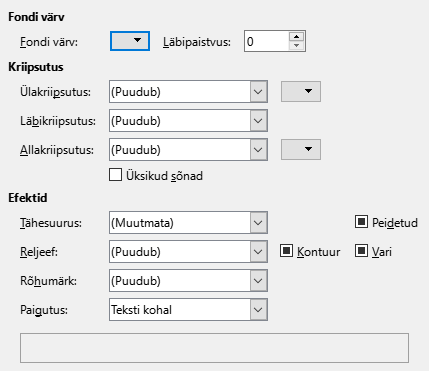 Fondi värv
Fondi värv: Läbipaistvus: 0
Kriipsutus
Ülakriipsutus: (Puudub)
Läbikriipsutus: (Puudub)
Allakriipsutus: (Puudub)
Üksikud sõnad
Efektid
Tähesuurus: (Muutmata) Peidetud
Reljeef: (Puudub) Kontuur Vari
Rõhumärk: (Puudub)
Paigutus: Teksti kohal